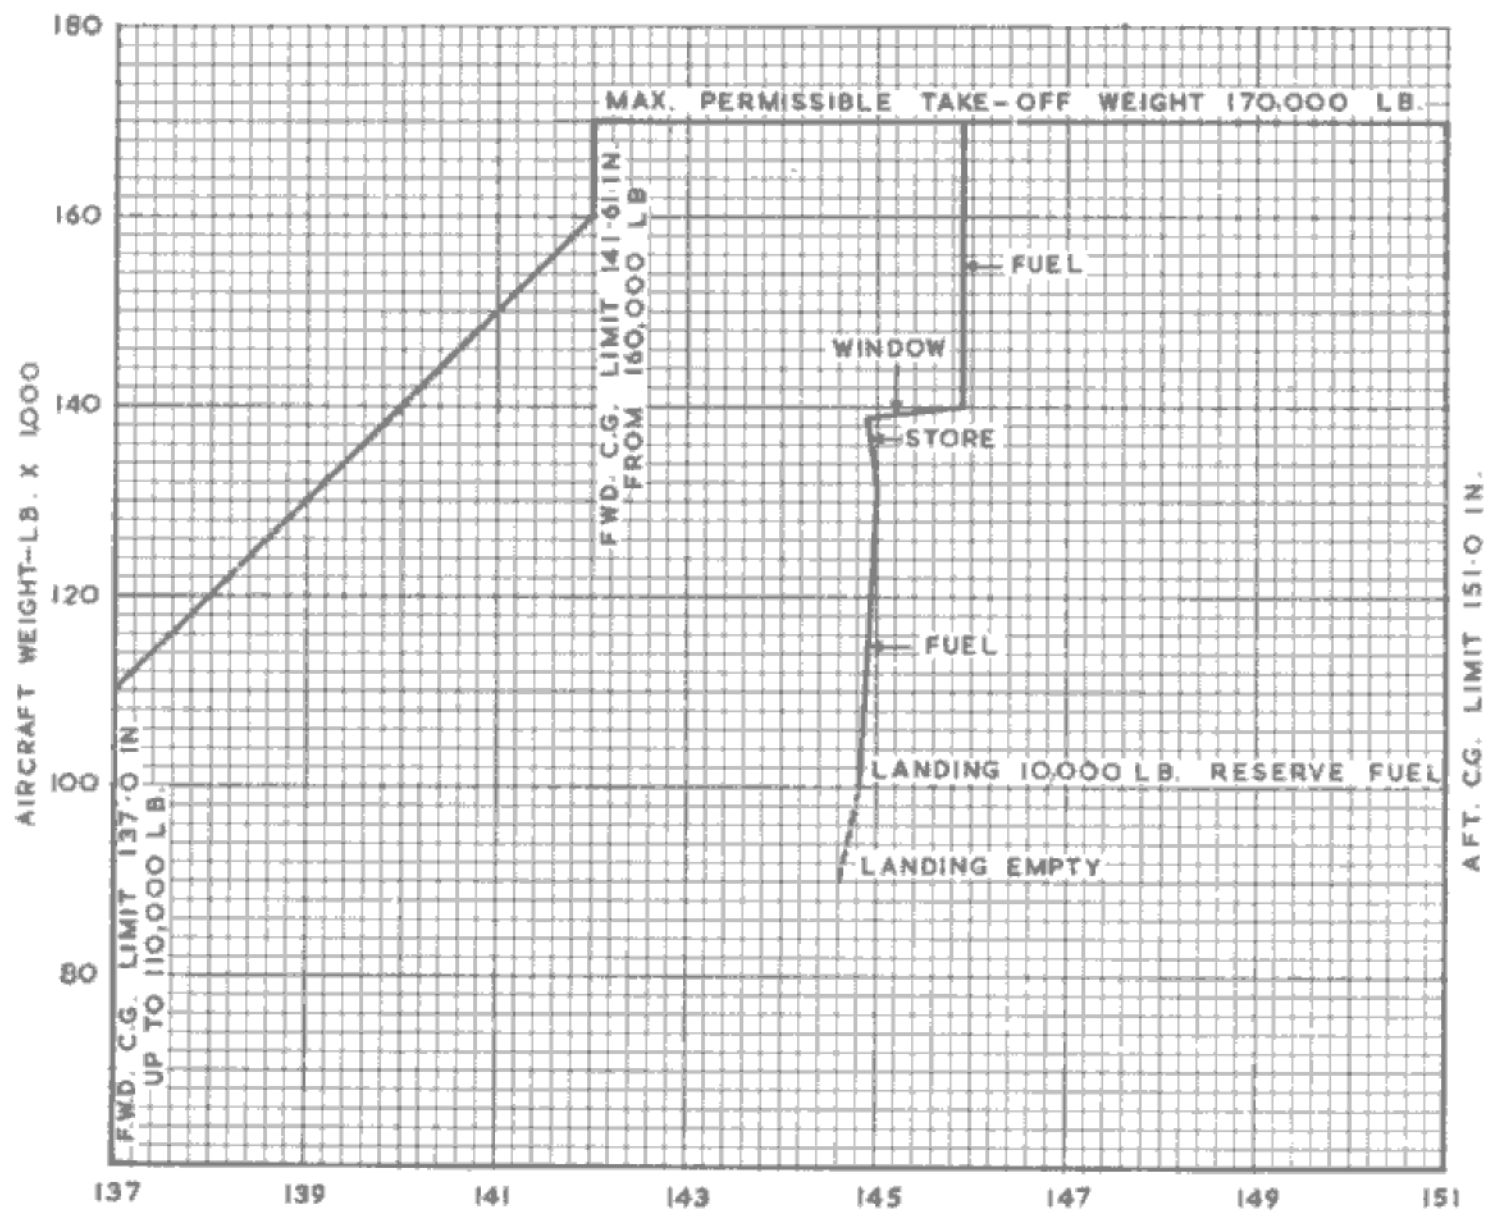 180
MAX. PERMISSIBLE TAKE-OFF WEIGHT 170,000 LB.
FWD. C.G. LIMIT 141·61 IN.
FROM 160,000 LB
160
FUEL
WINDOW
140
STORE
AIRCRAFT WEIGHT-LB. X 1,000
120
FUEL
AFT. C.G. LIMIT 151·0 IN.
LANDING 10,000 LB. RESERVE FUEL
100
F.W.D. C.G. LIMIT 137·0 IN.
UP TO 110,000 LB.
LANDING EMPTY
80
137 139 141 143 145 147 149 151